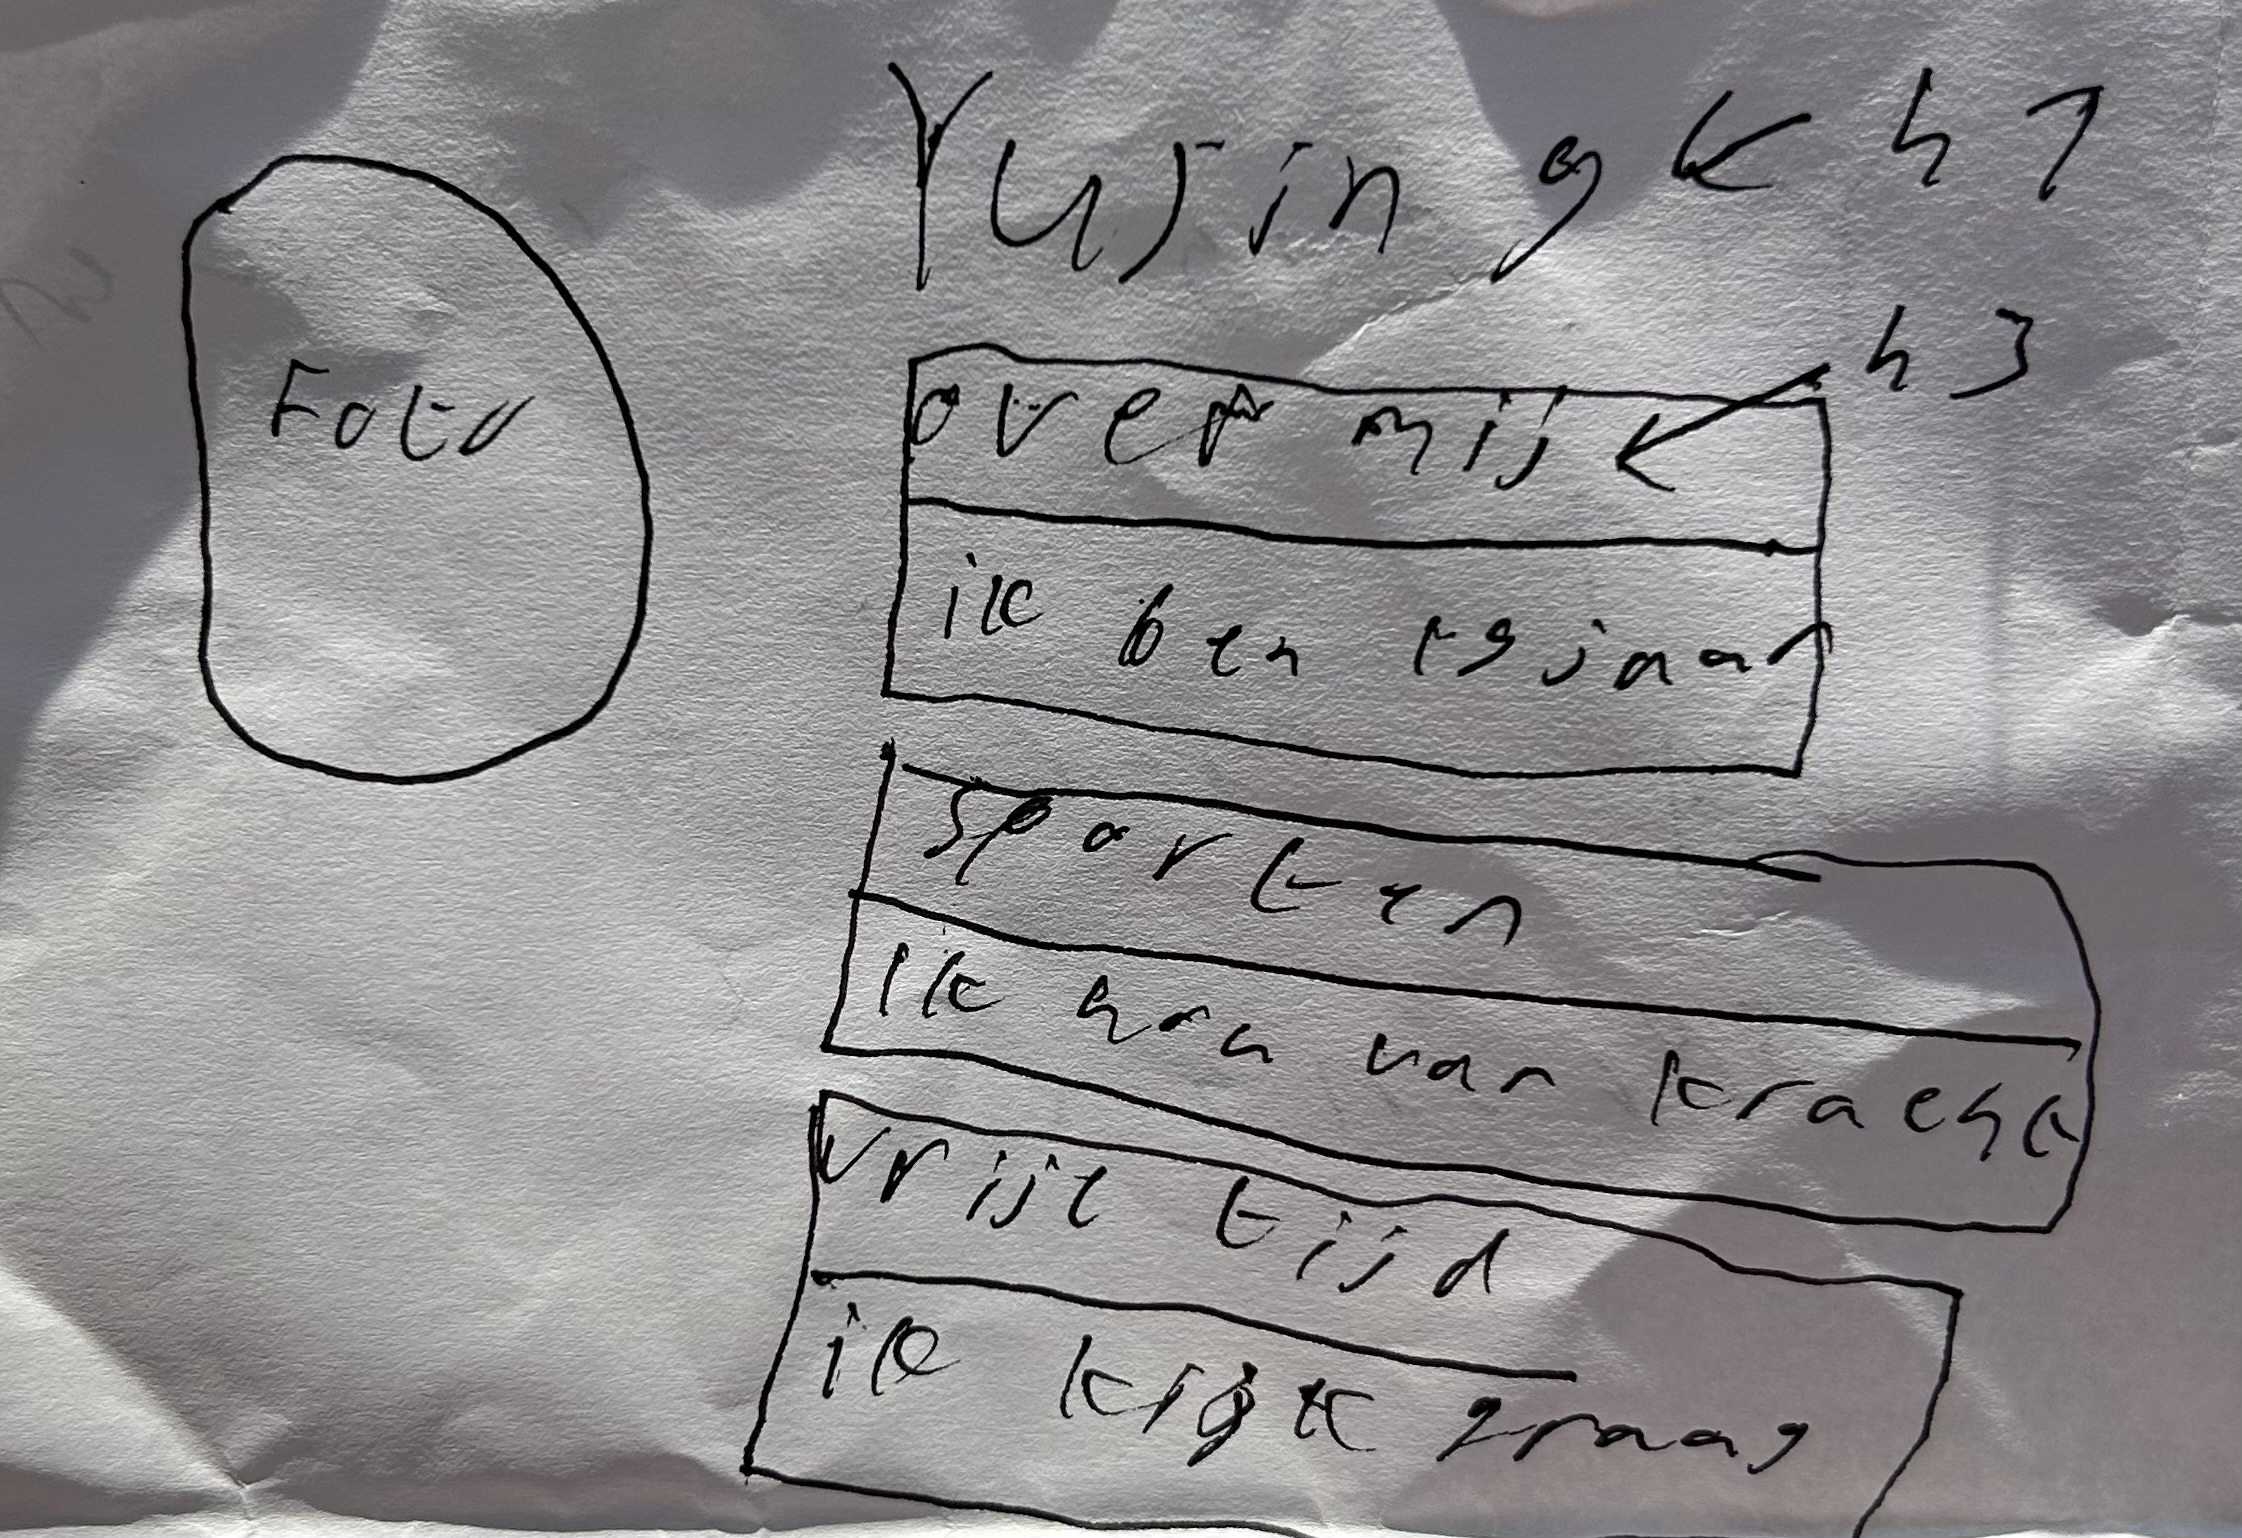 Yujing ← h1
Foto
h3
over mij ←
ik ben 19 jaar
sporten
ik hou van kracht
vrije tijd
ik kijk graag